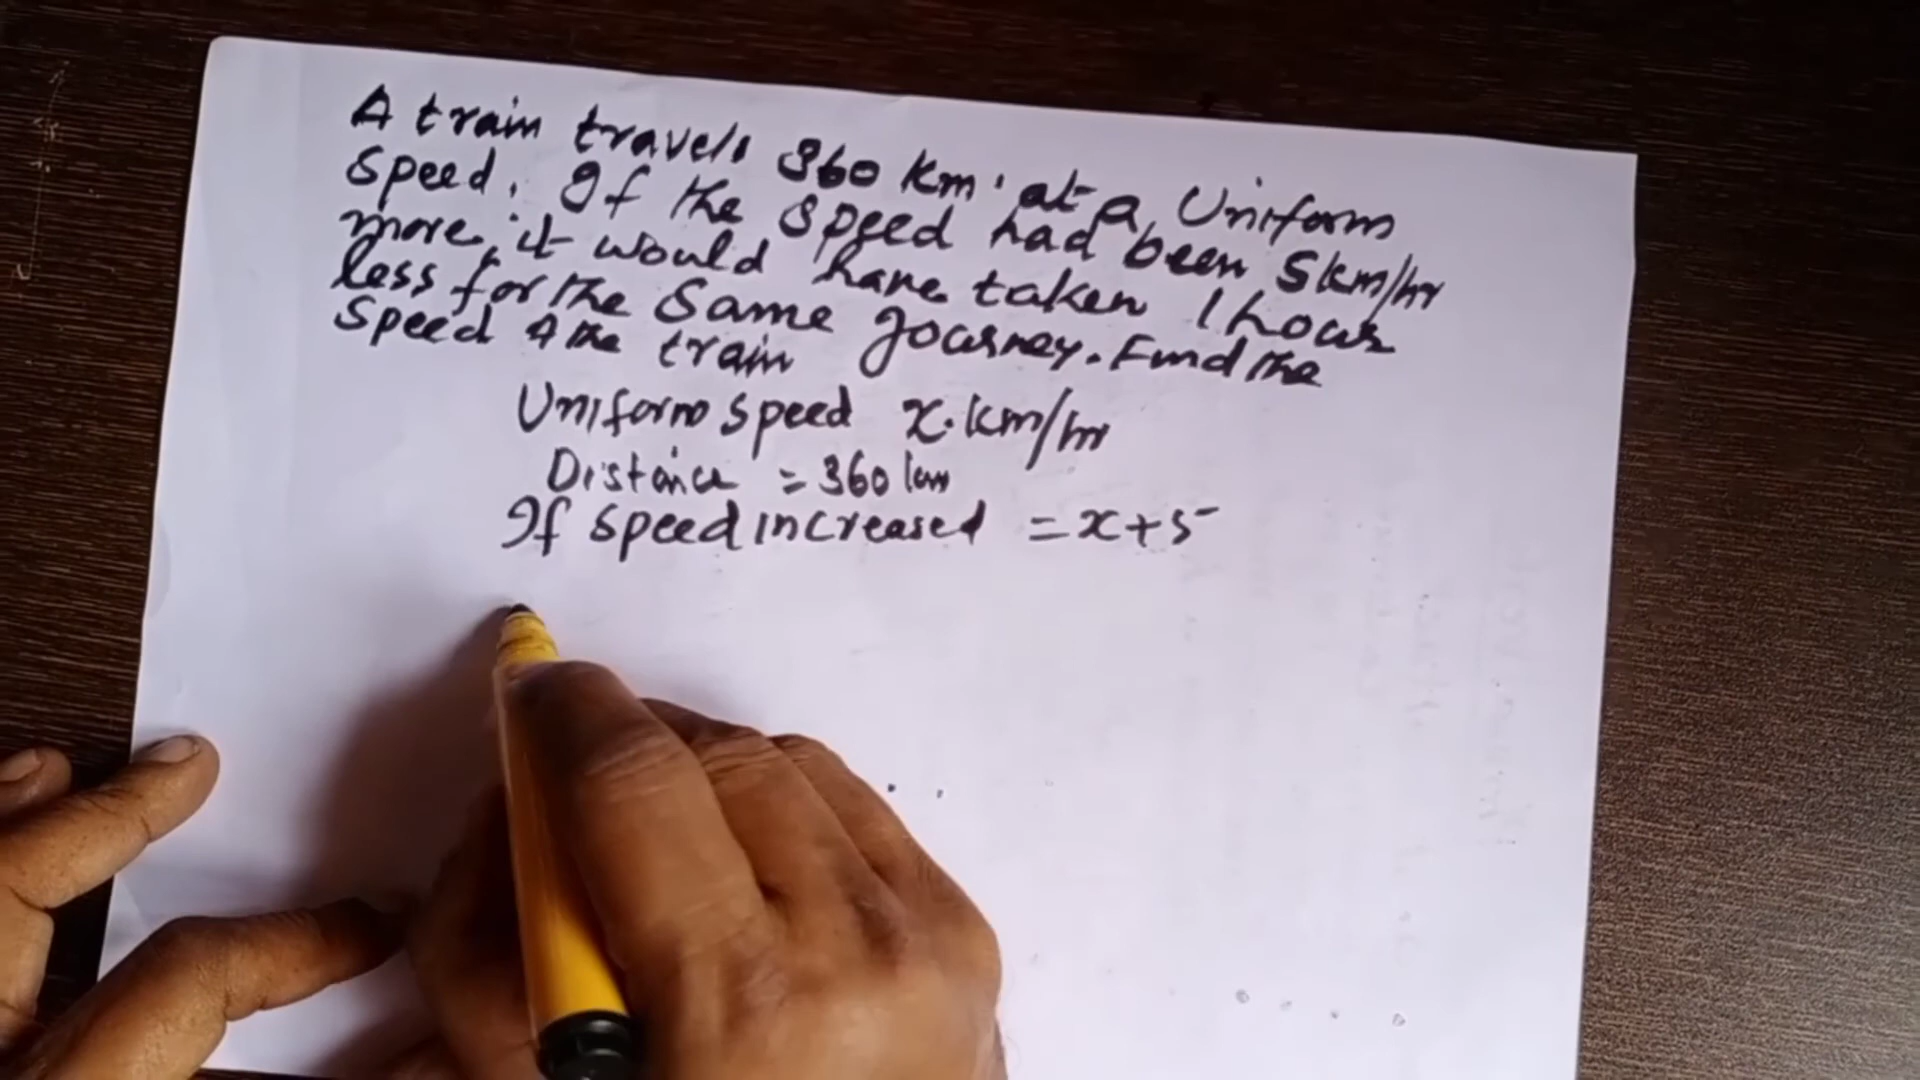 A train travels 360 km. at a Uniform
speed. If the speed had been 5km/hr
more, it would have taken 1 hour
less for the same journey. Find the
speed of the train
Uniform speed x. km/hr
Distance = 360 km
If speed increased = x+5